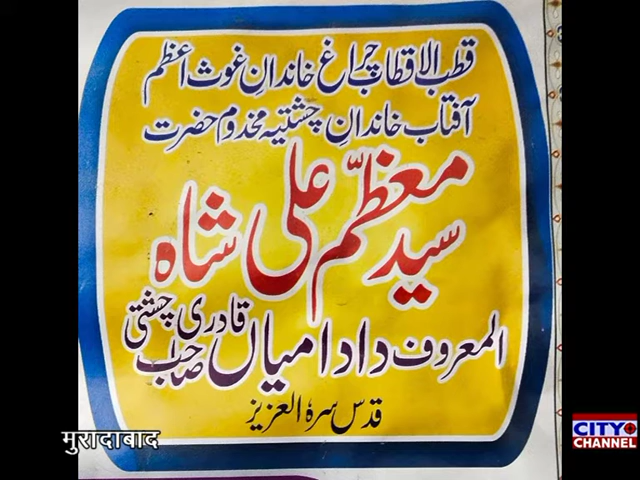 قطب الاقطاب چراغ خاندانِ غوث اعظم
آفتاب خاندانِ چشتیہ مخدوم حضرت
سید معظّم علی شاہ
المعروف دادا میاں قادری چشتی صاحب
قدس سرہٗ العزیز
मुरादाबाद
CITY
CHANNEL